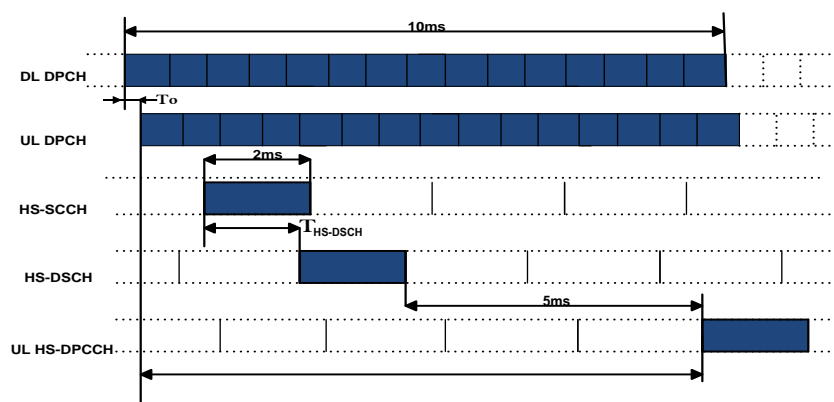 10ms
DL DPCH
To
UL DPCH
2ms
HS-SCCH
THS-DSCH
HS-DSCH
5ms
UL HS-DPCCH